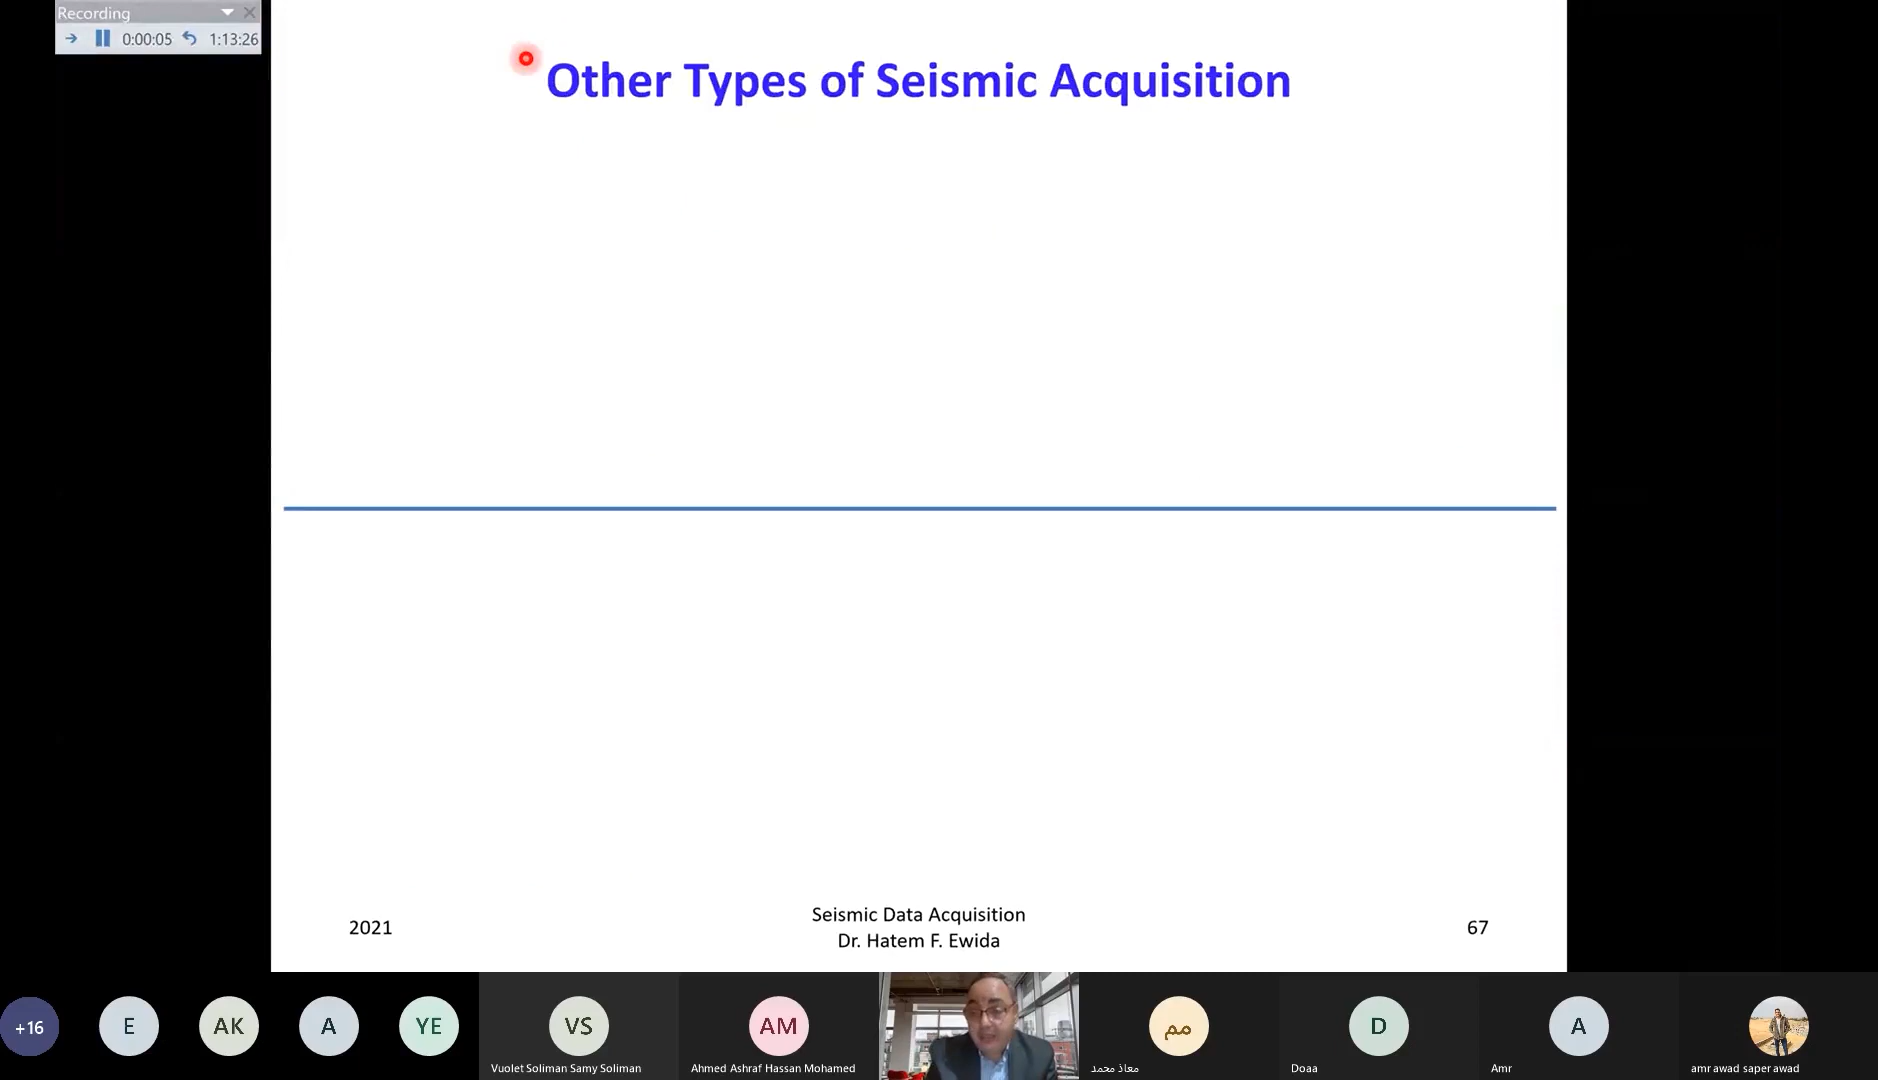 Recording
0:00:05 1:13:26
Other Types of Seismic Acquisition
2021
Seismic Data Acquisition
Dr. Hatem F. Ewida
67
+16
E
AK
A
YE
VS
Vuolet Soliman Samy Soliman
AM
Ahmed Ashraf Hassan Mohamed
مم
معاذ محمد
D
Doaa
A
Amr
amr awad saper awad